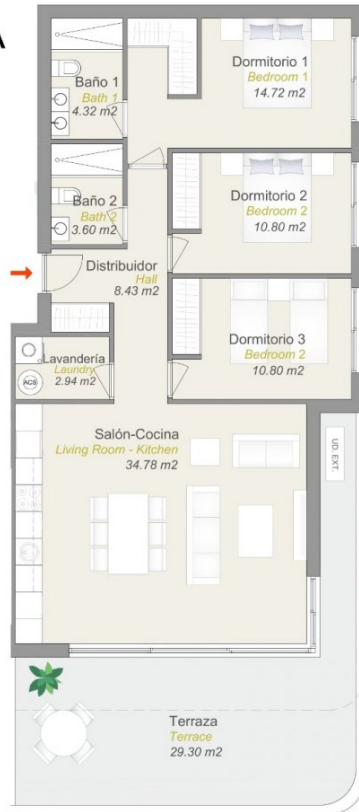 A
Dormitorio 1
Bedroom 1
14.72 m2
Baño 1
Bath 1
4.32 m2
Dormitorio 2
Bedroom 2
10.80 m2
Baño 2
Bath 2
3.60 m2
Distribuidor
Hall
8.43 m2
Dormitorio 3
Bedroom 2
10.80 m2
Lavandería
Laundry
2.94 m2
ACS
Salón-Cocina
Living Room - Kitchen
34.78 m2
UD. EXT.
Terraza
Terrace
29.30 m2